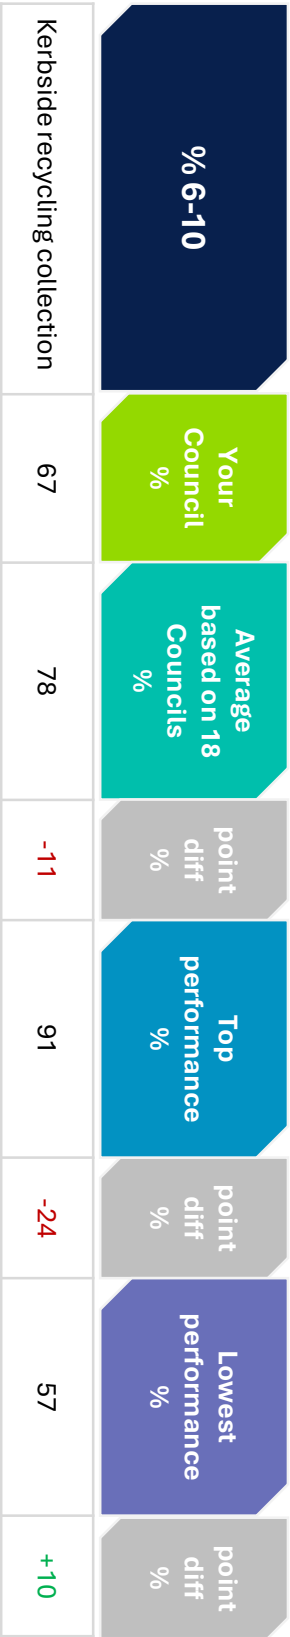 % 6-10
Your
Council
%
Average
based on 18
Councils
%
point
diff
%
Top
performance
%
point
diff
%
Lowest
performance
%
point
diff
%
Kerbside recycling collection
67
78
-11
91
-24
57
+10